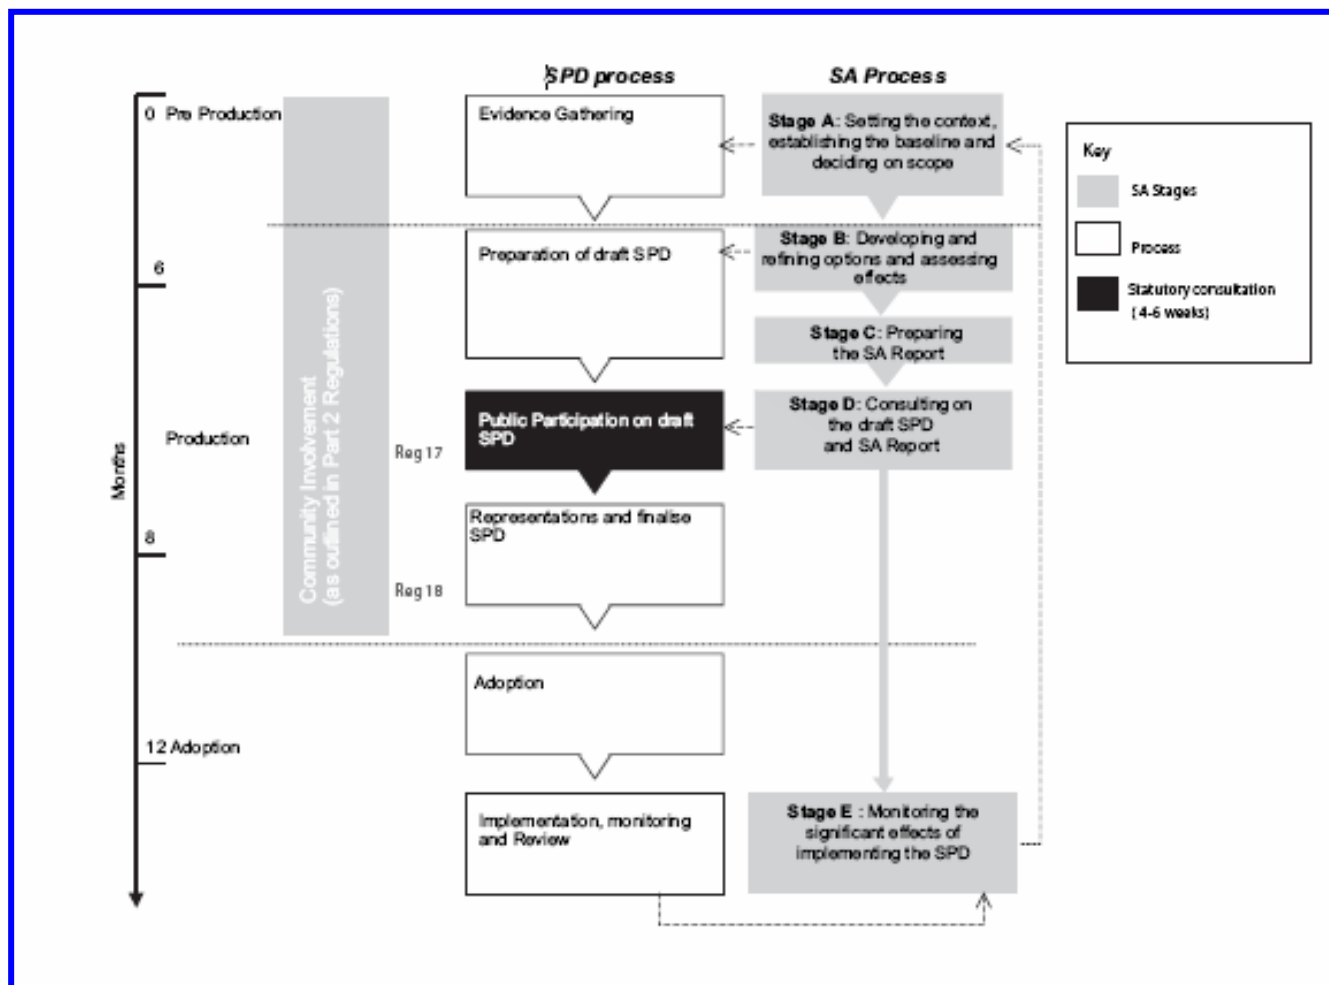 SPD process
SA Process
0 Pre Production
Evidence Gathering
Stage A: Setting the context,
establishing the baseline and
deciding on scope
Key
SA Stages
Process
Statutory consultation
( 4-6 weeks)
6
Preparation of draft SPD
Stage B: Developing and
refining options and assessing
effects
Stage C: Preparing
the SA Report
Months
Community Involvement
(as outlined in Part 2 Regulations)
Production
Reg 17
Public Participation on draft
SPD
Stage D: Consulting on
the draft SPD
and SA Report
8
Representations and finalise
SPD
Reg 18
Adoption
12 Adoption
Implementation, monitoring
and Review
Stage E : Monitoring the
significant effects of
implementing the SPD